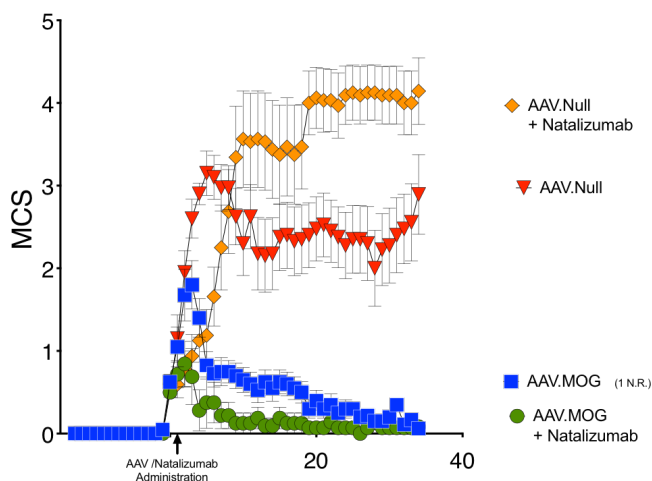 5
4
3
2
1
0
MCS
20
40
AAV /Natalizumab
Administration
AAV.Null
+ Natalizumab
AAV.Null
AAV.MOG (1 N.R.)
AAV.MOG
+ Natalizumab